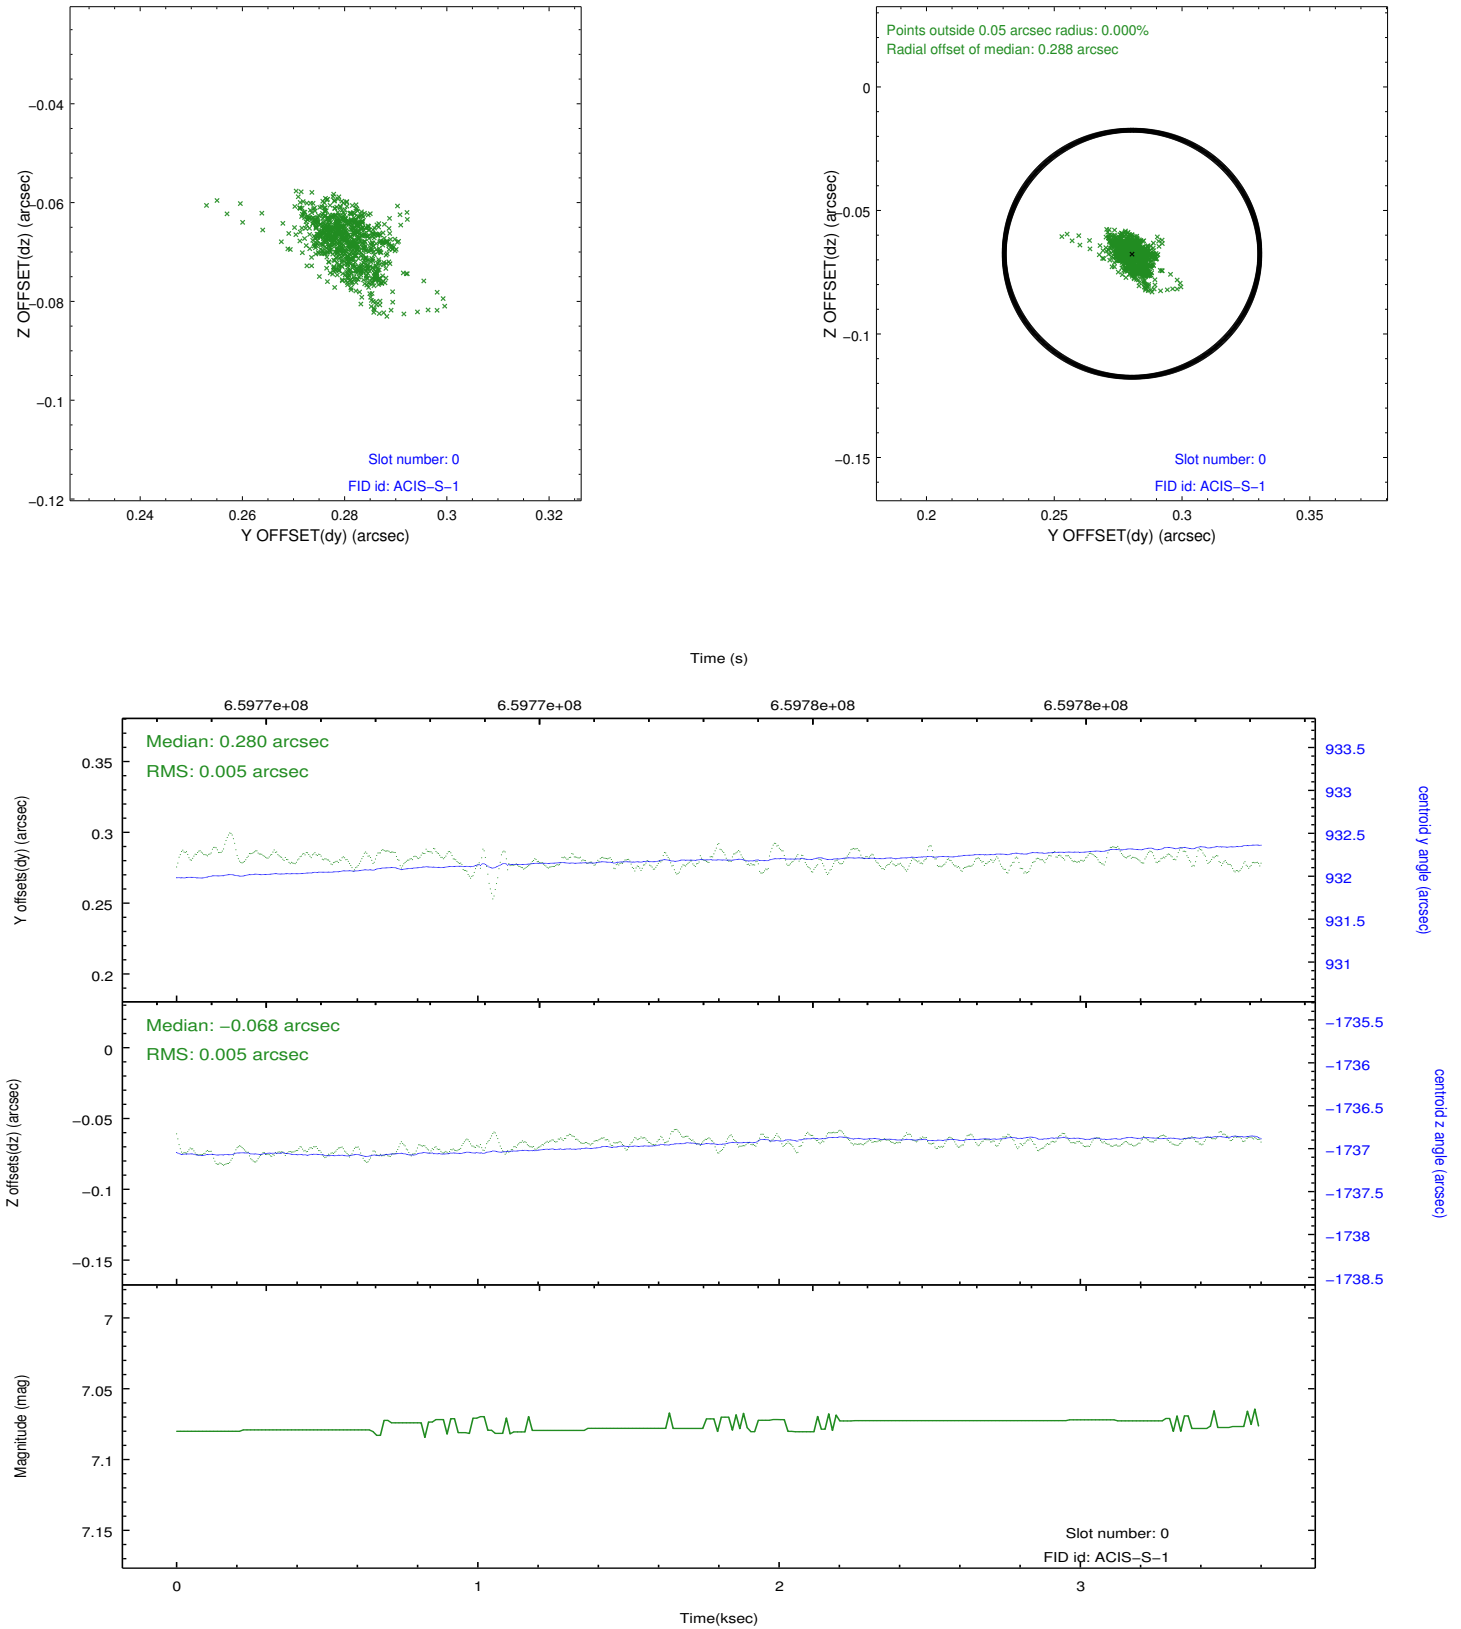 −0.04
−0.06
−0.08
−0.1
−0.12
Z OFFSET(dz) (arcsec)
0.24
0.26
0.28
0.3
0.32
Y OFFSET(dy) (arcsec)
Slot number: 0
FID id: ACIS−S−1
Points outside 0.05 arcsec radius: 0.000%
Radial offset of median: 0.288 arcsec
0
−0.05
−0.1
−0.15
Z OFFSET(dz) (arcsec)
0.2
0.25
0.3
0.35
Y OFFSET(dy) (arcsec)
Slot number: 0
FID id: ACIS−S−1
Time (s)
6.5977e+08
6.5977e+08
6.5978e+08
6.5978e+08
Median: 0.280 arcsec
RMS: 0.005 arcsec
0.35
0.3
0.25
0.2
Y offsets(dy) (arcsec)
933.5
933
932.5
932
931.5
931
centroid y angle (arcsec)
Median: −0.068 arcsec
RMS: 0.005 arcsec
0
−0.05
−0.1
−0.15
Z offsets(dz) (arcsec)
−1735.5
−1736
−1736.5
−1737
−1737.5
−1738
−1738.5
centroid z angle (arcsec)
7
7.05
7.1
7.15
Magnitude (mag)
Slot number: 0
FID id: ACIS−S−1
0
1
2
3
Time(ksec)